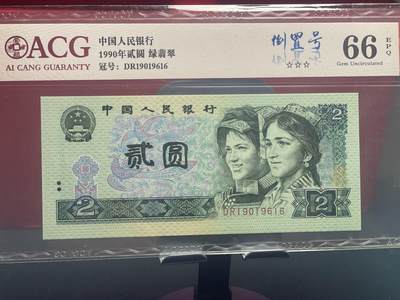 ACG
AI CANG GUARANTY
中国人民银行
1990年贰圆 绿翡翠
冠号: DR19019616
倒置号
☆☆☆
66 EPQ
Gem Uncirculated
中国人民银行
贰圆
2
2
2
DR19019616